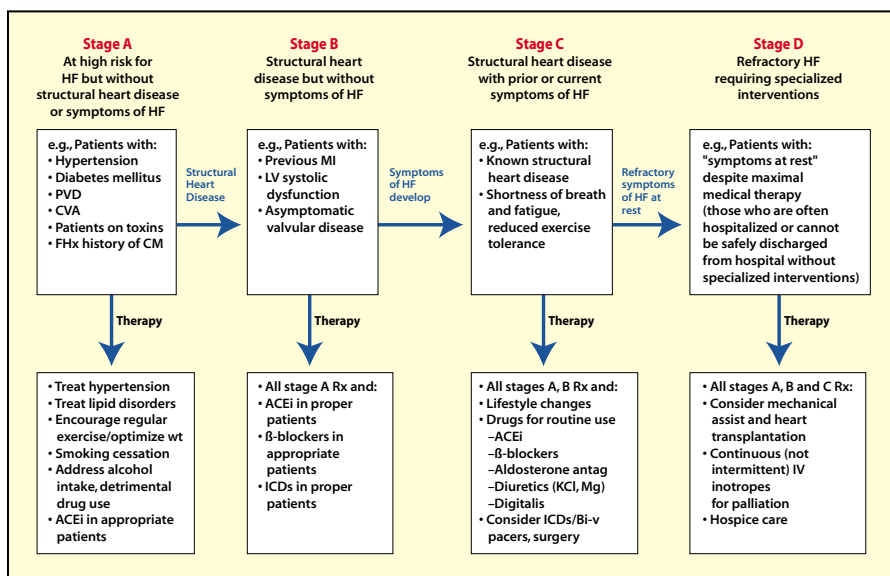 Stage A
At high risk for
HF but without
structural heart disease
or symptoms of HF
Stage B
Structural heart
disease but without
symptoms of HF
Stage C
Structural heart disease
with prior or current
symptoms of HF
Stage D
Refractory HF
requiring specialized
interventions
e.g., Patients with:
• Hypertension
• Diabetes mellitus
• PVD
• CVA
• Patients on toxins
• FHx history of CM
Structural
Heart
Disease
e.g., Patients with:
• Previous MI
• LV systolic
dysfunction
• Asymptomatic
valvular disease
Symptoms
of HF
develop
e.g., Patients with:
• Known structural
heart disease
• Shortness of breath
and fatigue,
reduced exercise
tolerance
Refractory
symptoms
of HF at
rest
e.g., Patients with:
"symptoms at rest"
despite maximal
medical therapy
(those who are often
hospitalized or cannot
be safely discharged
from hospital without
specialized interventions)
Therapy
Therapy
Therapy
Therapy
• Treat hypertension
• Treat lipid disorders
• Encourage regular
exercise/optimize wt
• Smoking cessation
• Address alcohol
intake, detrimental
drug use
• ACEi in appropriate
patients
• All stage A Rx and:
• ACEi in proper
patients
• ß-blockers in
appropriate
patients
• ICDs in proper
patients
• All stages A, B Rx and:
• Lifestyle changes
• Drugs for routine use
–ACEi
–ß-blockers
–Aldosterone antag
–Diuretics (KCl, Mg)
–Digitalis
• Consider ICDs/Bi-v
pacers, surgery
• All stages A, B and C Rx:
• Consider mechanical
assist and heart
transplantation
• Continuous (not
intermittent) IV
inotropes
for palliation
• Hospice care